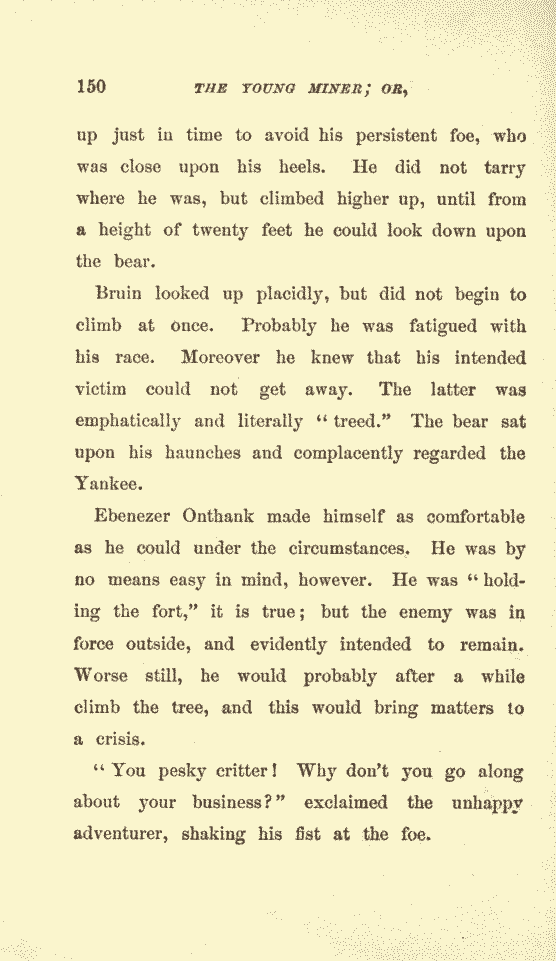 150 THE YOUNG MINER; OR,
up just in time to avoid his persistent foe, who
was close upon his heels. He did not tarry
where he was, but climbed higher up, until from
a height of twenty feet he could look down upon
the bear.
Bruin looked up placidly, but did not begin to
climb at once. Probably he was fatigued with
his race. Moreover he knew that his intended
victim could not get away. The latter was
emphatically and literally “ treed.” The bear sat
upon his haunches and complacently regarded the
Yankee.
Ebenezer Onthank made himself as comfortable
as he could under the circumstances. He was by
no means easy in mind, however. He was “ hold-
ing the fort,” it is true; but the enemy was in
force outside, and evidently intended to remain.
Worse still, he would probably after a while
climb the tree, and this would bring matters to
a crisis.
“ You pesky critter! Why don’t you go along
about your business?” exclaimed the unhappy
adventurer, shaking his fist at the foe.